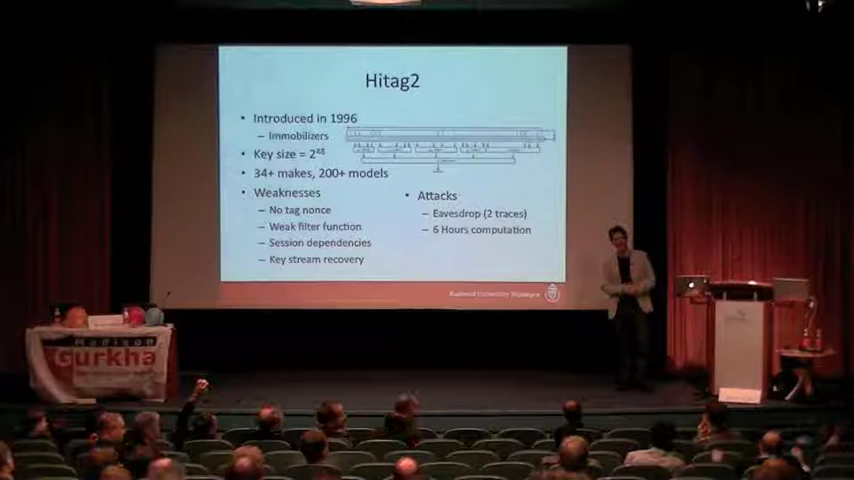 Hitag2
• Introduced in 1996
– Immobilizers
• Key size = 2⁴⁸
• 34+ makes, 200+ models
• Weaknesses
– No tag nonce
– Weak filter function
– Session dependencies
– Key stream recovery
• Attacks
– Eavesdrop (2 traces)
– 6 Hours computation
Radboud University Nijmegen
Madison
Gurkha